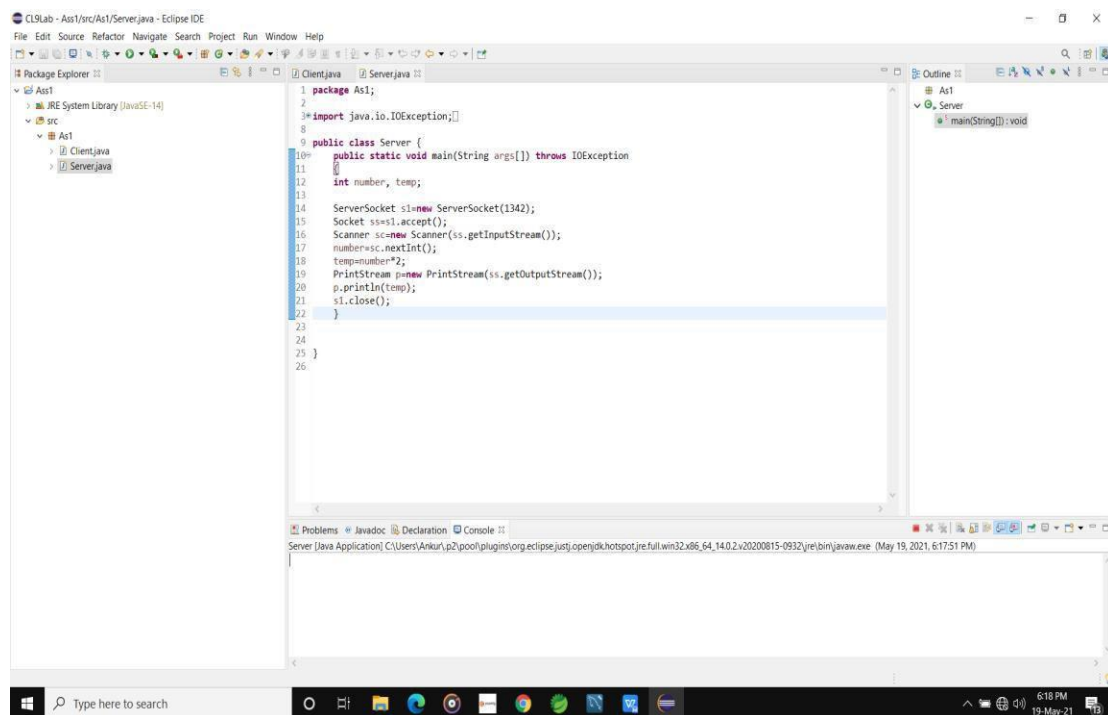 CL9Lab - Ass1/src/As1/Server.java - Eclipse IDE
File Edit Source Refactor Navigate Search Project Run Window Help
Package Explorer
Ass1
JRE System Library [JavaSE-14]
src
As1
Client.java
Server.java
Client.java Server.java
1 package As1;
2
3 import java.io.IOException;
8
9 public class Server {
10 public static void main(String args[]) throws IOException
11 {
12 int number, temp;
13
14 ServerSocket s1=new ServerSocket(1342);
15 Socket ss=s1.accept();
16 Scanner sc=new Scanner(ss.getInputStream());
17 number=sc.nextInt();
18 temp=number*2;
19 PrintStream p=new PrintStream(ss.getOutputStream());
20 p.println(temp);
21 s1.close();
22 }
23
24
25 }
26
Outline
As1
Server
main(String[]) : void
Problems Javadoc Declaration Console
Server [Java Application] C:\Users\Ankur\.p2\pool\plugins\org.eclipse.justj.openjdk.hotspot.jre.full.win32.x86_64_14.0.2.v20200815-0932\jre\bin\javaw.exe (May 19, 2021, 6:17:51 PM)
Type here to search
6:18 PM
19-May-21